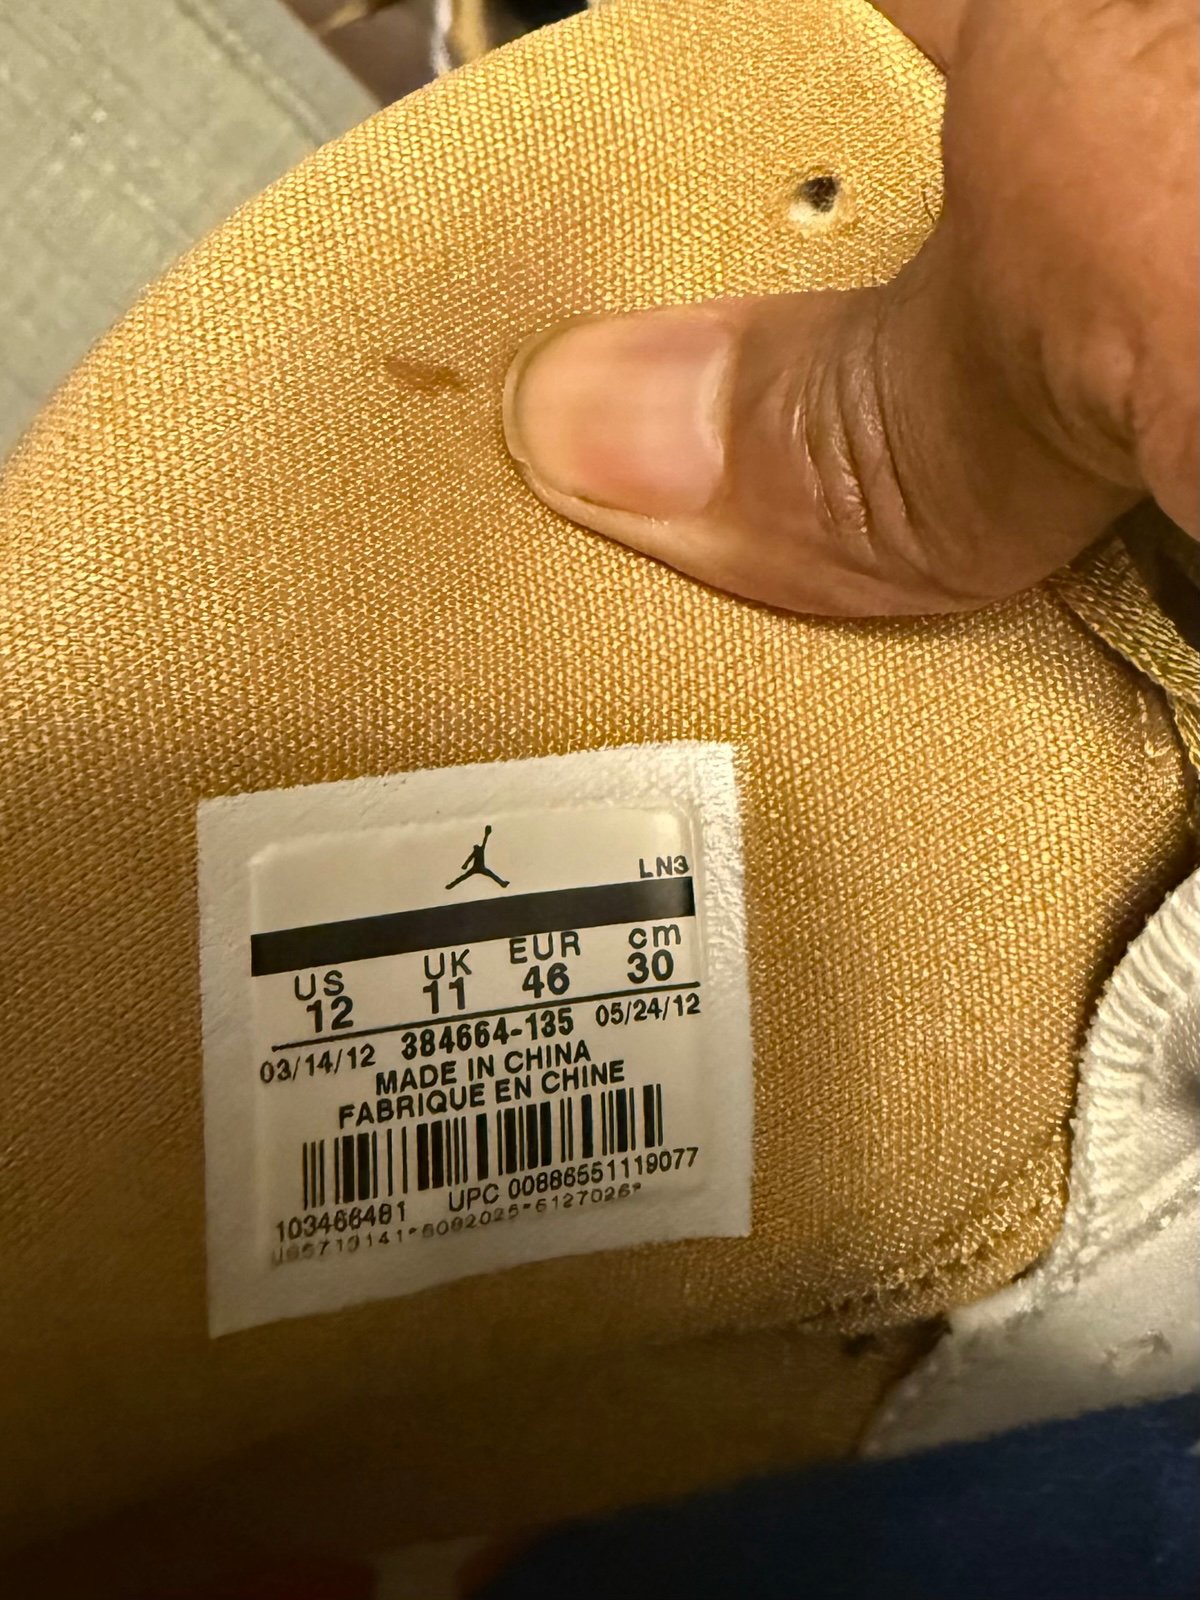 LN3
US UK EUR cm
12 11 46 30
03/14/12 384664-135 05/24/12
MADE IN CHINA
FABRIQUE EN CHINE
103466481 UPC 00886551119077